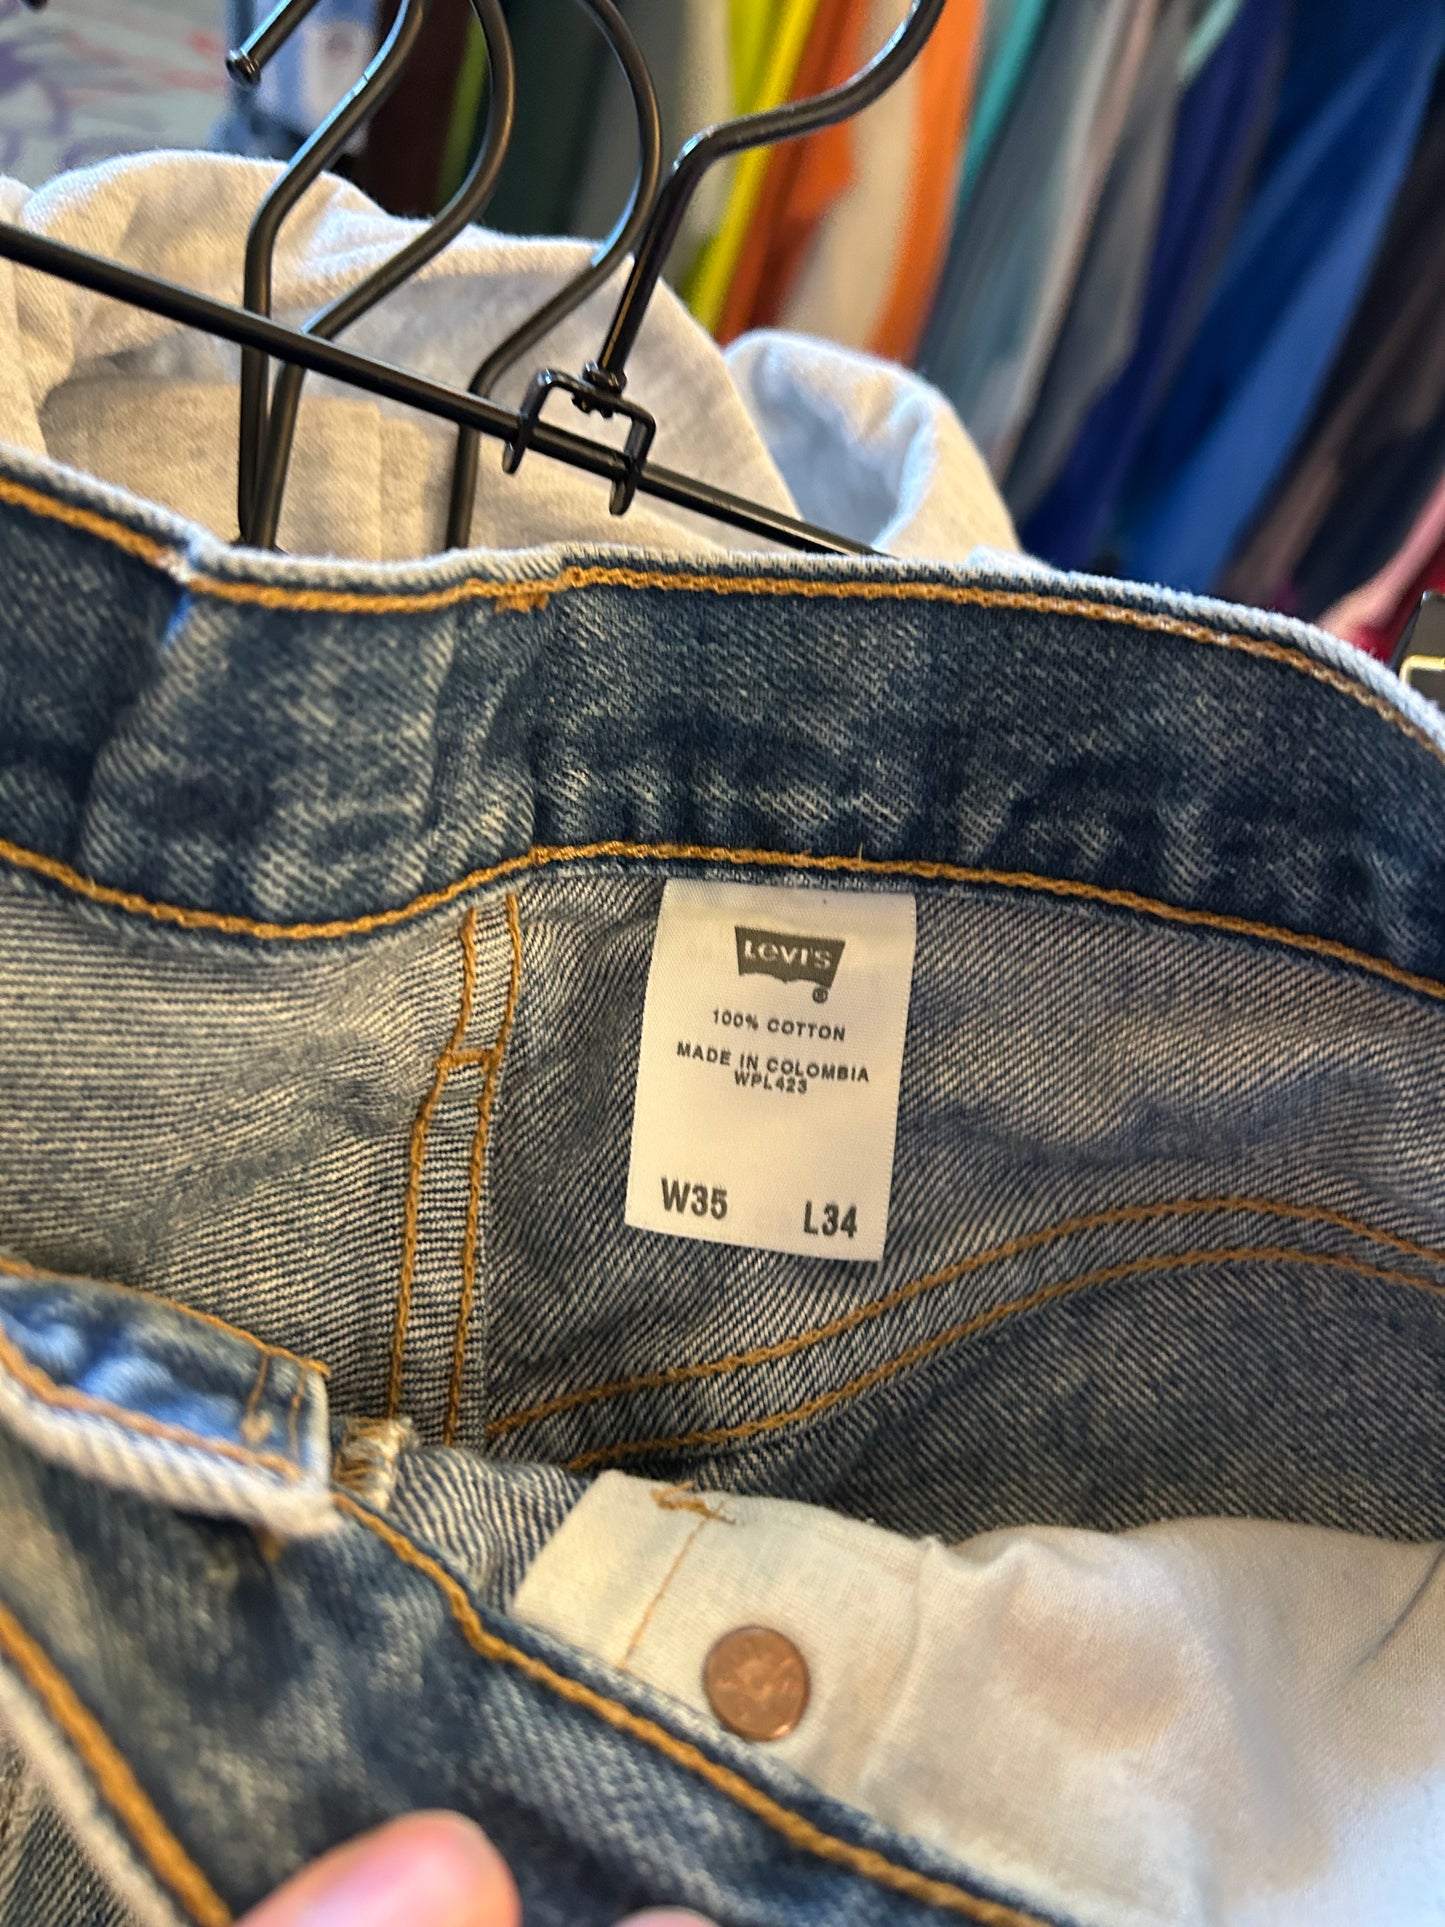 Levi's
®
100% COTTON
MADE IN COLOMBIA
WPL423
W35 L34